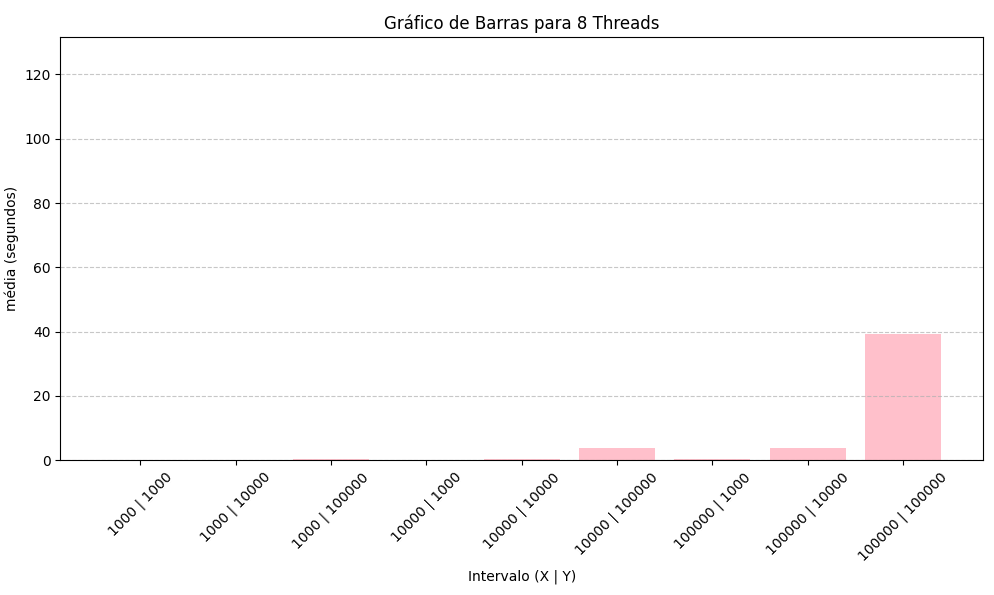 Gráfico de Barras para 8 Threads
média (segundos)
120
100
80
60
40
20
0
1000 | 1000
1000 | 10000
1000 | 100000
10000 | 1000
10000 | 10000
10000 | 100000
100000 | 1000
100000 | 10000
100000 | 100000
Intervalo (X | Y)